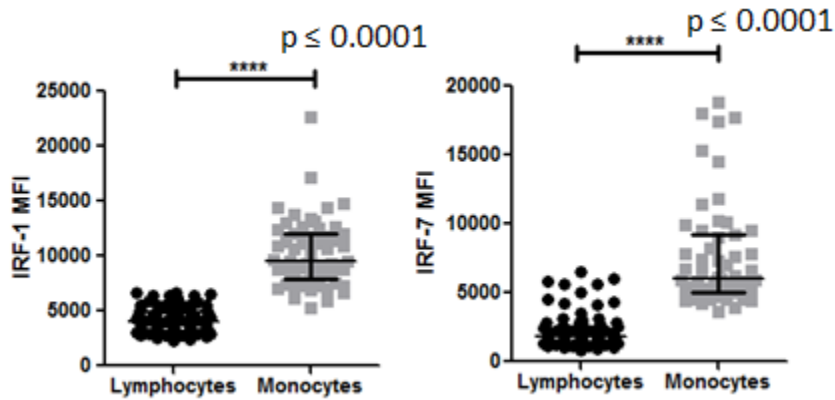 p ≤ 0.0001
****
25000
20000
15000
10000
5000
0
IRF-1 MFI
Lymphocytes Monocytes
p ≤ 0.0001
****
20000
15000
10000
5000
0
IRF-7 MFI
Lymphocytes Monocytes